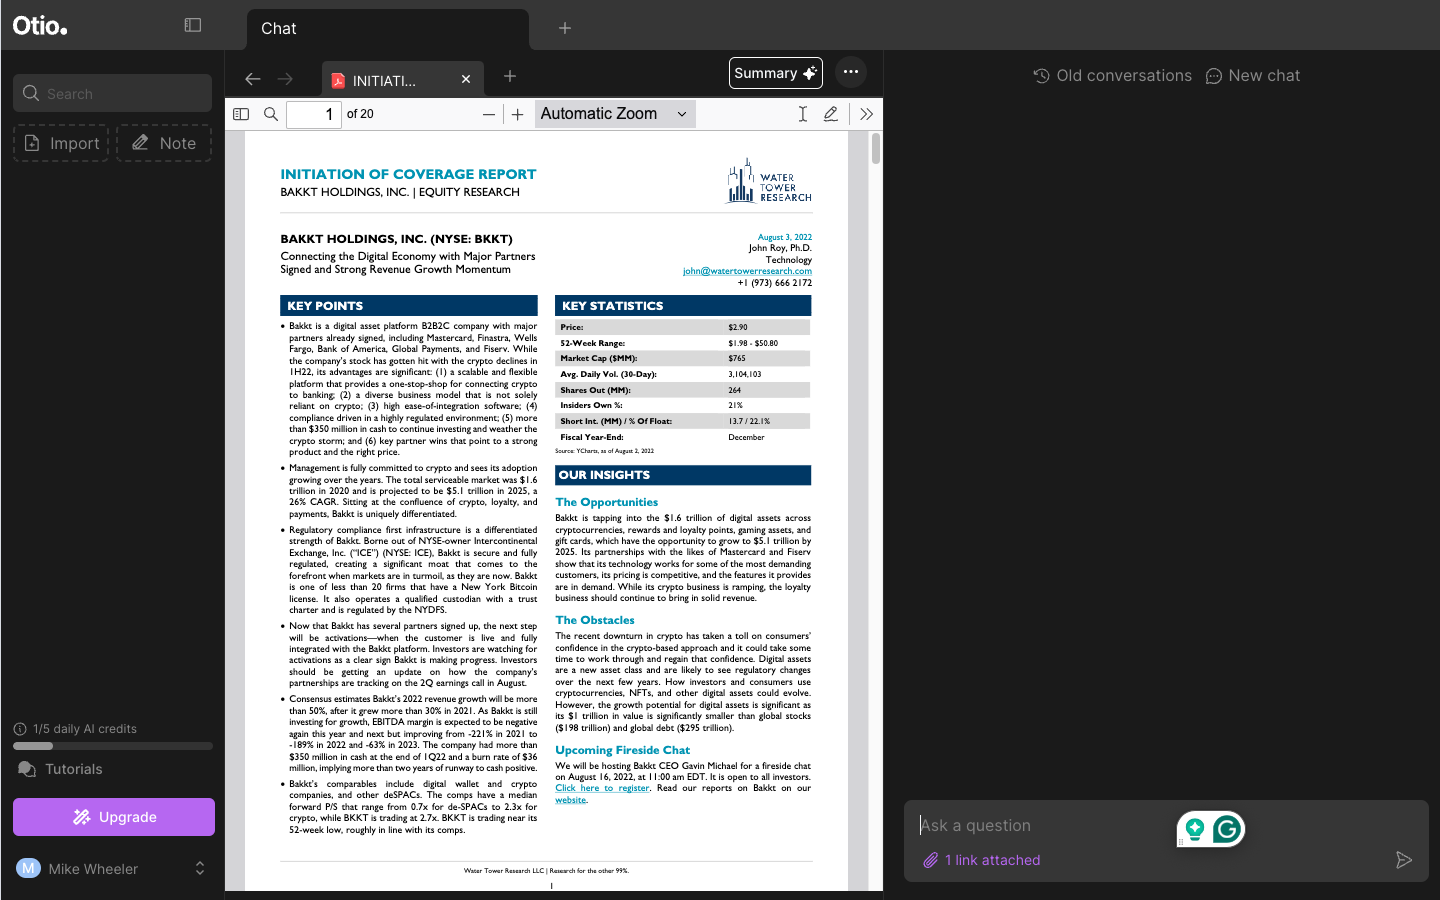 Otio.
Chat
Search
Import
Note
1/5 daily AI credits
Tutorials
Upgrade
M
Mike Wheeler
INITIATI...
Summary
1
of 20
Automatic Zoom
INITIATION OF COVERAGE REPORT
BAKKT HOLDINGS, INC. | EQUITY RESEARCH
WATER
TOWER
RESEARCH
BAKKT HOLDINGS, INC. (NYSE: BKKT)
Connecting the Digital Economy with Major Partners
Signed and Strong Revenue Growth Momentum
August 3, 2022
John Roy, Ph.D.
Technology
john@watertowerresearch.com
+1 (973) 666 2172
KEY POINTS
• Bakkt is a digital asset platform B2B2C company with major
partners already signed, including Mastercard, Finastra, Wells
Fargo, Bank of America, Global Payments, and Fiserv. While
the company's stock has gotten hit with the crypto declines in
1H22, its advantages are significant: (1) a scalable and flexible
platform that provides a one-stop-shop for connecting crypto
to banking; (2) a diverse business model that is not solely
reliant on crypto; (3) high ease-of-integration software; (4)
compliance driven in a highly regulated environment; (5) more
than $350 million in cash to continue investing and weather the
crypto storm; and (6) key partner wins that point to a strong
product and the right price.
• Management is fully committed to crypto and sees its adoption
growing over the years. The total serviceable market was $1.6
trillion in 2020 and is projected to be $5.1 trillion in 2025, a
26% CAGR. Sitting at the confluence of crypto, loyalty, and
payments, Bakkt is uniquely differentiated.
• Regulatory compliance first infrastructure is a differentiated
strength of Bakkt. Borne out of NYSE-owner Intercontinental
Exchange, Inc. ("ICE") (NYSE: ICE), Bakkt is secure and fully
regulated, creating a significant moat that comes to the
forefront when markets are in turmoil, as they are now. Bakkt
is one of less than 20 firms that have a New York Bitcoin
license. It also operates a qualified custodian with a trust
charter and is regulated by the NYDFS.
• Now that Bakkt has several partners signed up, the next step
will be activations—when the customer is live and fully
integrated with the Bakkt platform. Investors are watching for
activations as a clear sign Bakkt is making progress. Investors
should be getting an update on how the company's
partnerships are tracking on the 2Q earnings call in August.
• Consensus estimates Bakkt's 2022 revenue growth will be more
than 50%, after it grew more than 30% in 2021. As Bakkt is still
investing for growth, EBITDA margin is expected to be negative
again this year and next but improving from -221% in 2021 to
-189% in 2022 and -63% in 2023. The company had more than
$350 million in cash at the end of 1Q22 and a burn rate of $36
million, implying more than two years of runway to cash positive.
• Bakkt's comparables include digital wallet and crypto
companies, and other deSPACs. The comps have a median
forward P/S that range from 0.7x for de-SPACs to 2.3x for
crypto, while BKKT is trading at 2.7x. BKKT is trading near its
52-week low, roughly in line with its comps.
KEY STATISTICS
Price: $2.90
52-Week Range: $1.98 - $50.80
Market Cap ($MM): $765
Avg. Daily Vol. (30-Day): 3,104,103
Shares Out (MM): 264
Insiders Own %: 21%
Short Int. (MM) / % Of Float: 13.7 / 22.1%
Fiscal Year-End: December
Source: YCharts, as of August 2, 2022
OUR INSIGHTS
The Opportunities
Bakkt is tapping into the $1.6 trillion of digital assets across
cryptocurrencies, rewards and loyalty points, gaming assets, and
gift cards, which have the opportunity to grow to $5.1 trillion by
2025. Its partnerships with the likes of Mastercard and Fiserv
show that its technology works for some of the most demanding
customers, its pricing is competitive, and the features it provides
are in demand. While its crypto business is ramping, the loyalty
business should continue to bring in solid revenue.
The Obstacles
The recent downturn in crypto has taken a toll on consumers'
confidence in the crypto-based approach and it could take some
time to work through and regain that confidence. Digital assets
are a new asset class and are likely to see regulatory changes
over the next few years. How investors and consumers use
cryptocurrencies, NFTs, and other digital assets could evolve.
However, the growth potential for digital assets is significant as
its $1 trillion in value is significantly smaller than global stocks
($198 trillion) and global debt ($295 trillion).
Upcoming Fireside Chat
We will be hosting Bakkt CEO Gavin Michael for a fireside chat
on August 16, 2022, at 11:00 am EDT. It is open to all investors.
Click here to register. Read our reports on Bakkt on our
website.
Water Tower Research LLC | Research for the other 99%.
1
Old conversations
New chat
Ask a question
1 link attached